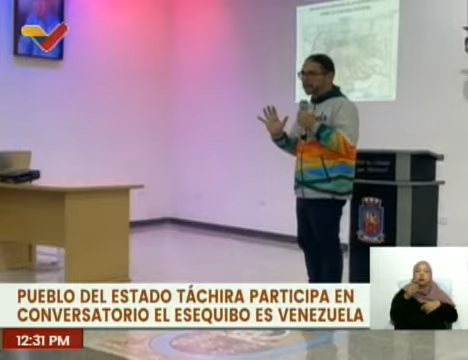 PUEBLO DEL ESTADO TÁCHIRA PARTICIPA EN
CONVERSATORIO EL ESEQUIBO ES VENEZUELA
12:31 PM